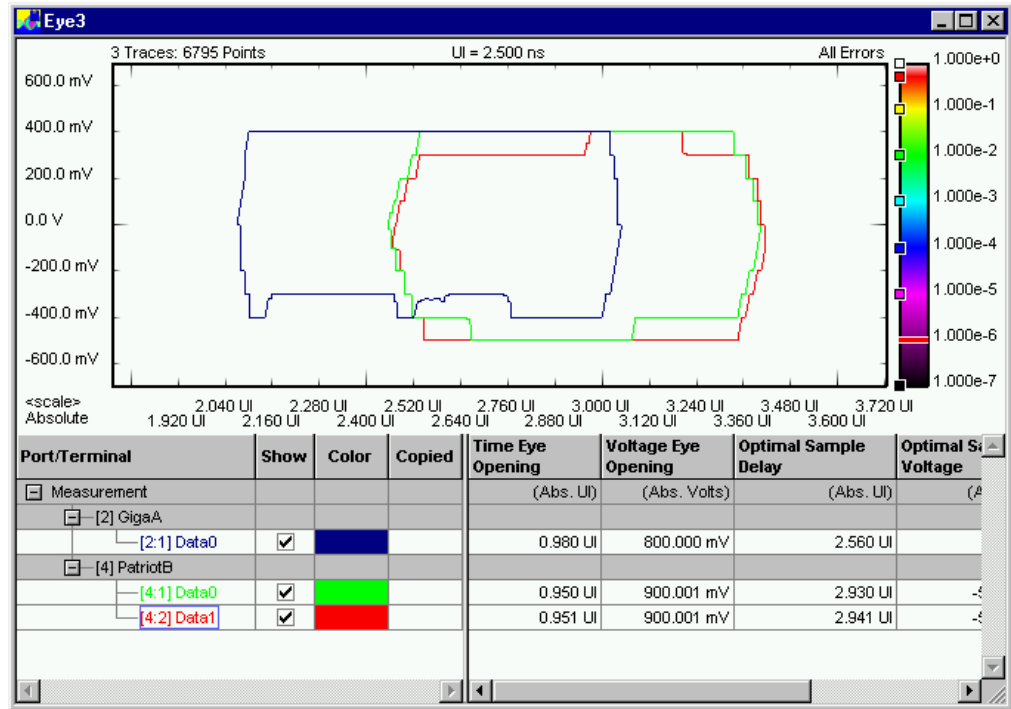 Eye3
3 Traces: 6795 Points UI = 2.500 ns All Errors
600.0 mV
400.0 mV
200.0 mV
0.0 V
-200.0 mV
-400.0 mV
-600.0 mV
1.000e+0
1.000e-1
1.000e-2
1.000e-3
1.000e-4
1.000e-5
1.000e-6
1.000e-7
<scale>
Absolute
2.040 UI 2.280 UI 2.520 UI 2.760 UI 3.000 UI 3.240 UI 3.480 UI 3.720 UI
1.920 UI 2.160 UI 2.400 UI 2.640 UI 2.880 UI 3.120 UI 3.360 UI 3.600 UI
Port/Terminal Show Color Copied Time Eye Opening Voltage Eye Opening Optimal Sample Delay Optimal Sa Voltage
Measurement (Abs. UI) (Abs. Volts) (Abs. UI) (A
[2] GigaA
[2:1] Data0 0.980 UI 800.000 mV 2.560 UI
[4] PatriotB
[4:1] Data0 0.950 UI 900.001 mV 2.930 UI
[4:2] Data1 0.951 UI 900.001 mV 2.941 UI